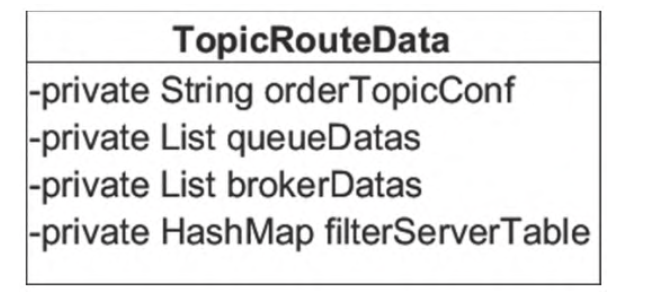 TopicRouteData
-private String orderTopicConf
-private List queueDatas
-private List brokerDatas
-private HashMap filterServerTable